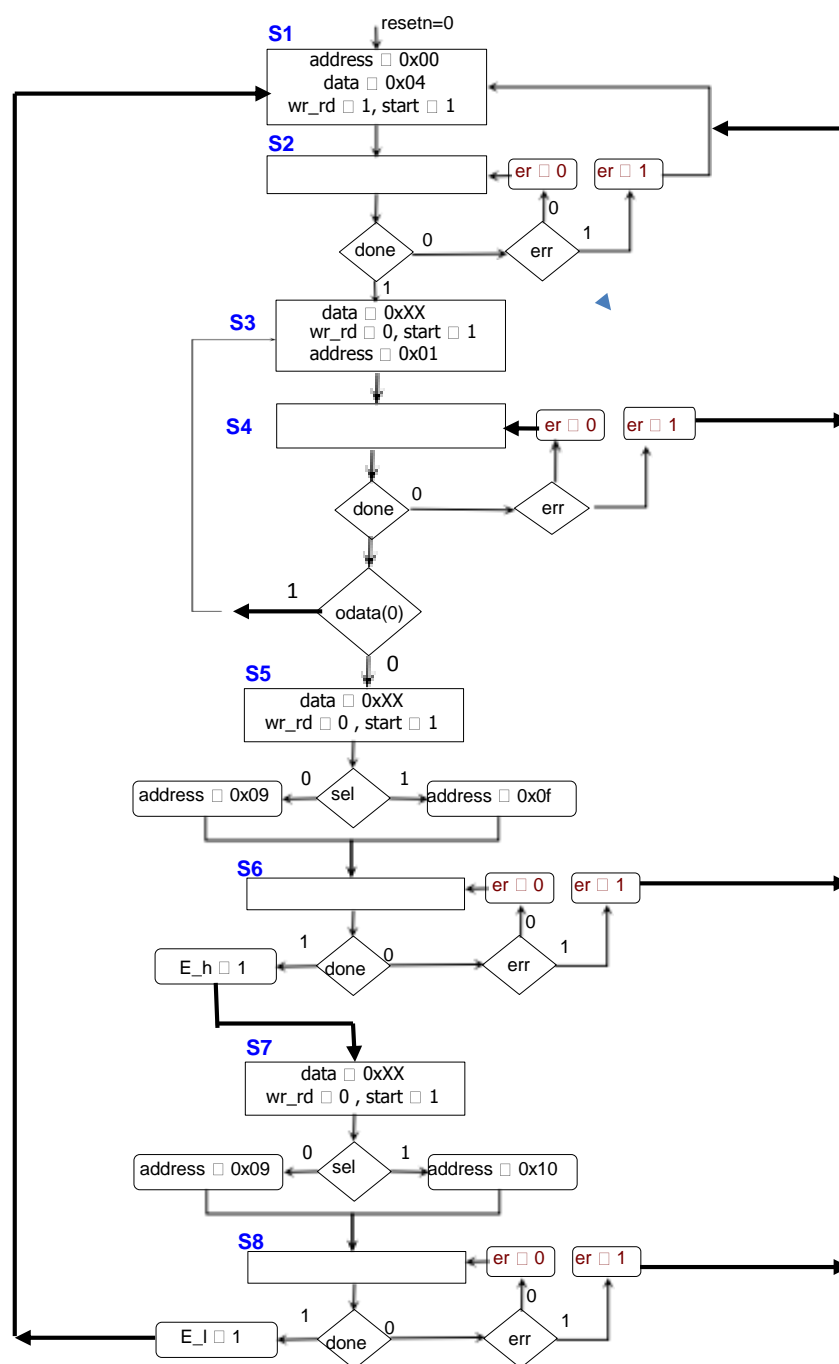 resetn=0
S1
address □ 0x00
data □ 0x04
wr_rd □ 1, start □ 1
S2
er □ 0
er □ 1
0
done
0
err
1
1
S3
data □ 0xXX
wr_rd □ 0, start □ 1
address □ 0x01
S4
er □ 0
er □ 1
done
0
err
1
odata(0)
0
S5
data □ 0xXX
wr_rd □ 0 , start □ 1
address □ 0x09
0
sel
1
address □ 0x0f
S6
er □ 0
er □ 1
0
E_h □ 1
1
done
0
err
1
S7
data □ 0xXX
wr_rd □ 0 , start □ 1
address □ 0x09
0
sel
1
address □ 0x10
S8
er □ 0
er □ 1
0
E_l □ 1
1
done
0
err
1